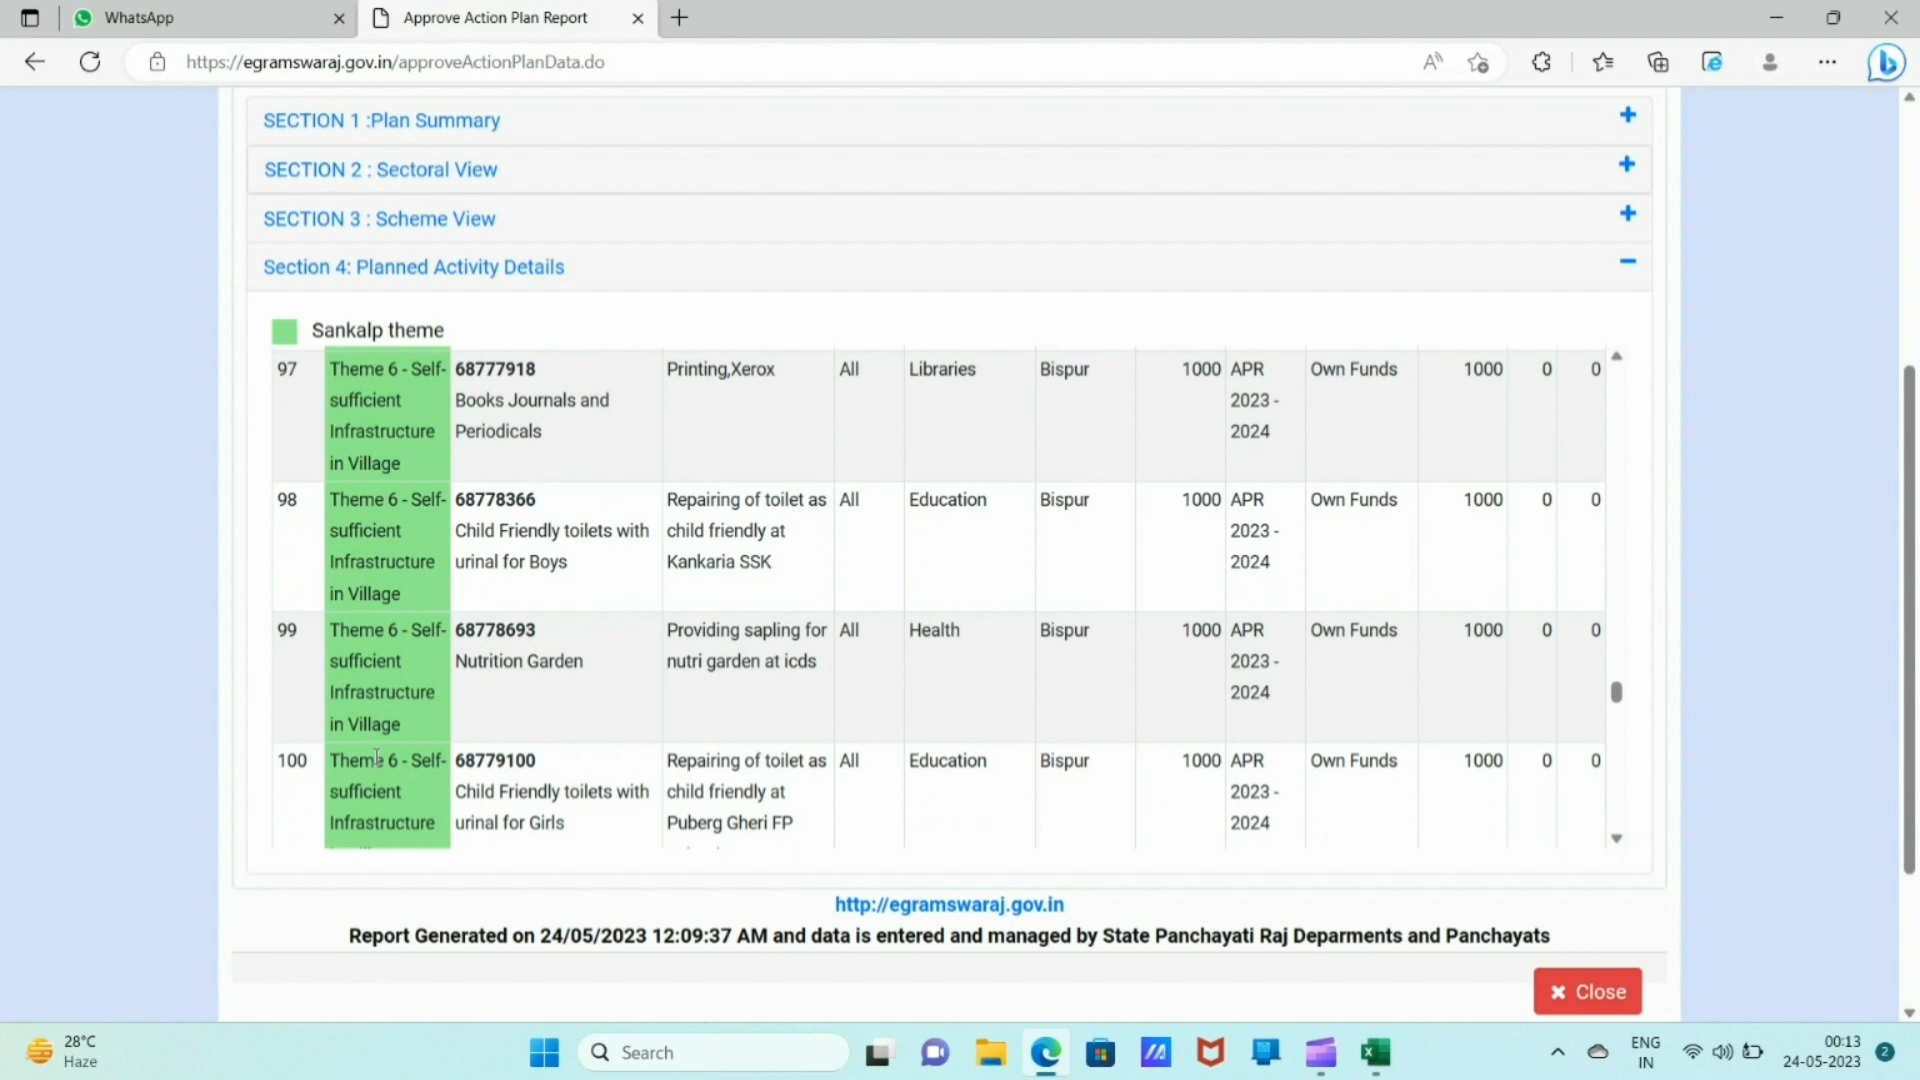 WhatsApp
Approve Action Plan Report
https://egramswaraj.gov.in/approveActionPlanData.do
SECTION 1 :Plan Summary
SECTION 2 : Sectoral View
SECTION 3 : Scheme View
Section 4: Planned Activity Details
Sankalp theme
97 Theme 6 - Self- 68777918 Printing,Xerox All Libraries Bispur 1000 APR Own Funds 1000 0 0
sufficient Books Journals and 2023 -
Infrastructure Periodicals 2024
in Village
98 Theme 6 - Self- 68778366 Repairing of toilet as All Education Bispur 1000 APR Own Funds 1000 0 0
sufficient Child Friendly toilets with child friendly at 2023 -
Infrastructure urinal for Boys Kankaria SSK 2024
in Village
99 Theme 6 - Self- 68778693 Providing sapling for All Health Bispur 1000 APR Own Funds 1000 0 0
sufficient Nutrition Garden nutri garden at icds 2023 -
Infrastructure 2024
in Village
100 Theme 6 - Self- 68779100 Repairing of toilet as All Education Bispur 1000 APR Own Funds 1000 0 0
sufficient Child Friendly toilets with child friendly at 2023 -
Infrastructure urinal for Girls Puberg Gheri FP 2024
http://egramswaraj.gov.in
Report Generated on 24/05/2023 12:09:37 AM and data is entered and managed by State Panchayati Raj Deparments and Panchayats
Close
28°C
Haze
Search
ENG
IN
00:13
24-05-2023
2